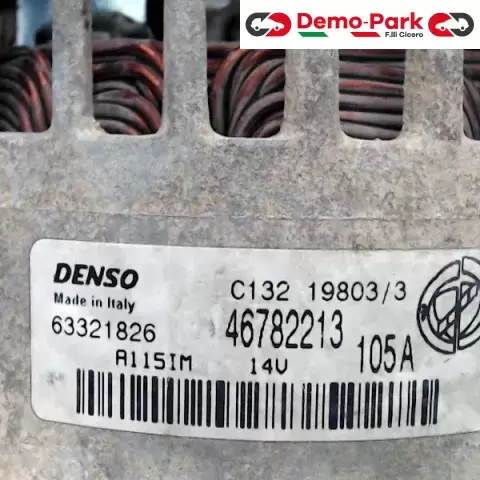 Demo-Park
F.lli Cicero
DENSO
Made in Italy
C132 19803/3
63321826
46782213
A115IM
14V
105A